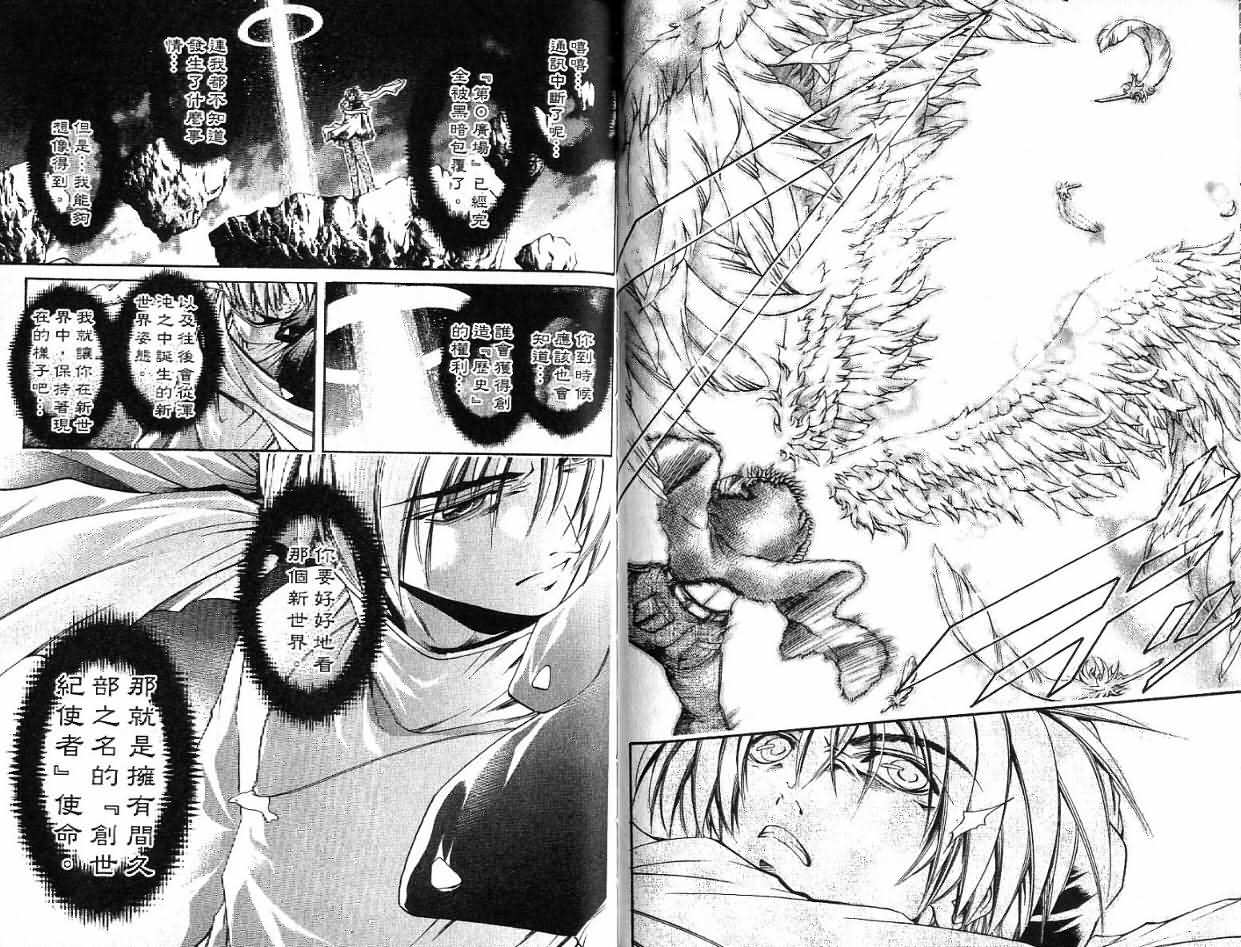 嘻嘻…
通訊中斷了呢…
『第〇廣場』已經完
全被黑暗包覆了。
連我都不知道
發生了什麼事
情…
但是…我能夠
想像得到。
你到時候
應該也會
知道…
誰會獲得創
造『歷史』
的權利…
以及往後會從渾
沌之中誕生的新
世界姿態。
我就讓你在新世
界中，保持著現
在的樣子吧…
你要好好地看
那個新世界。
那就是擁有間久
部之名的『創世
紀使者』使命。